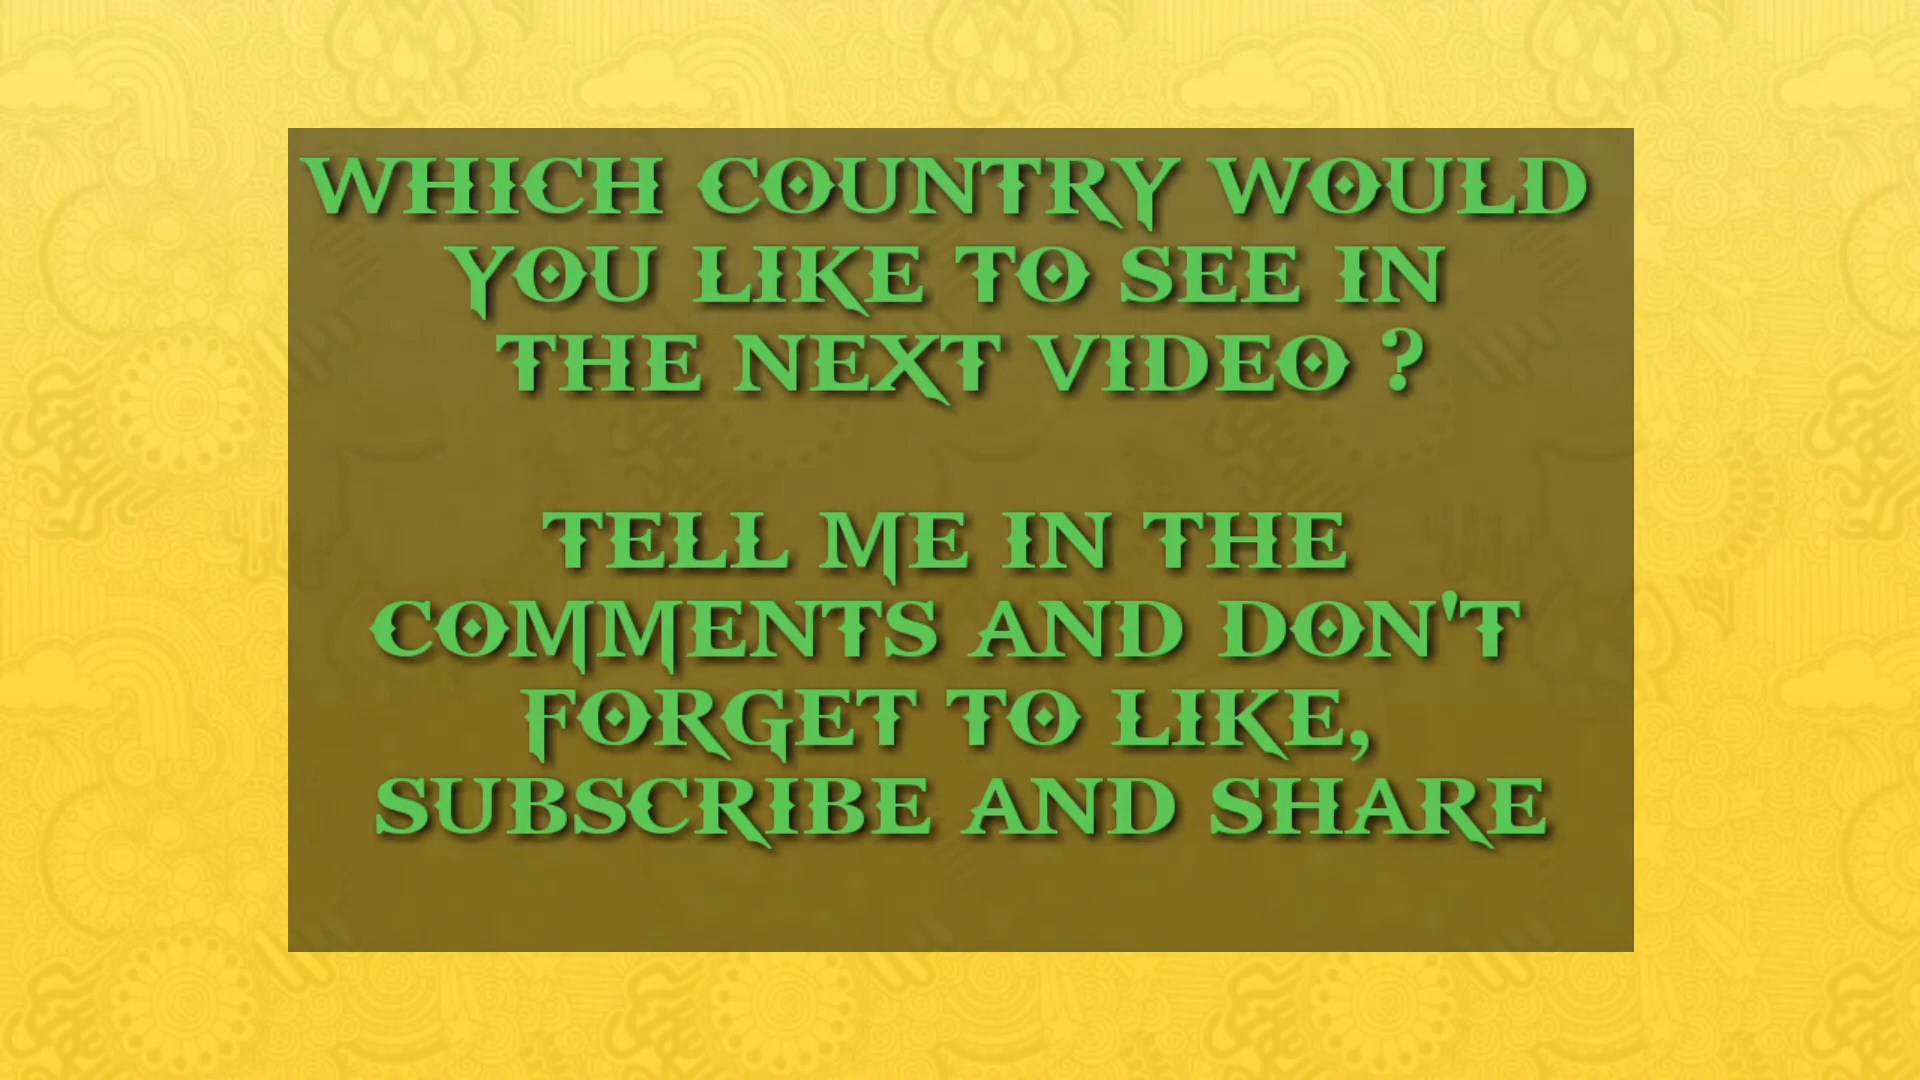 WHICH COUNTRY WOULD
YOU LIKE TO SEE IN
THE NEXT VIDEO ?
TELL ME IN THE
COMMENTS AND DON'T
FORGET TO LIKE,
SUBSCRIBE AND SHARE